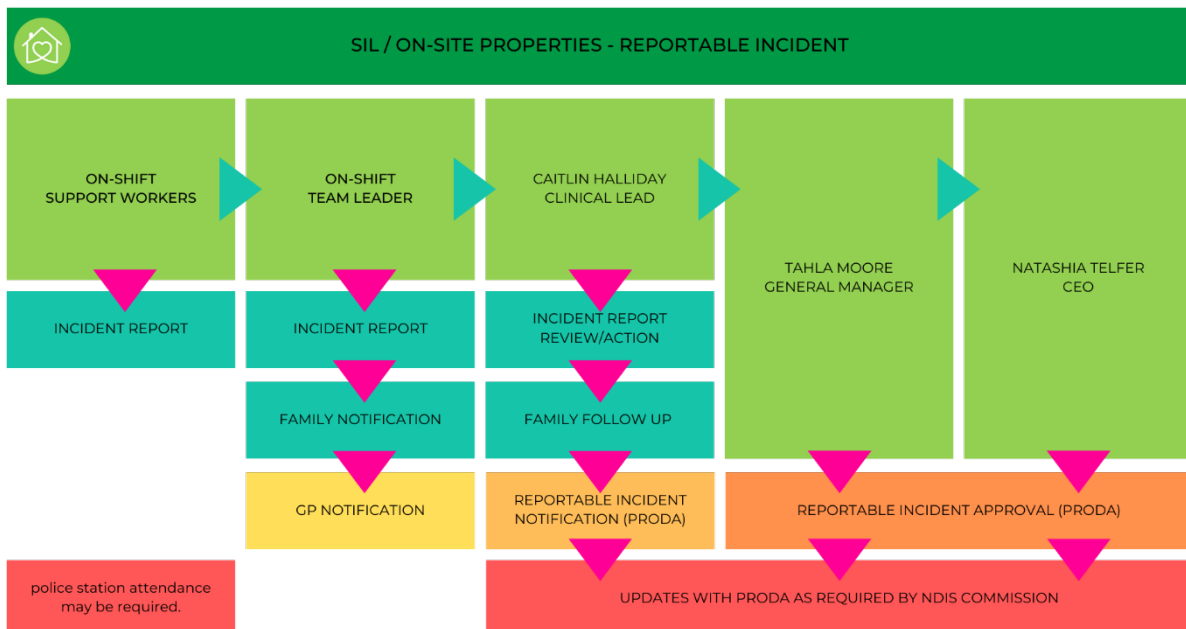 SIL / ON-SITE PROPERTIES - REPORTABLE INCIDENT
ON-SHIFT
SUPPORT WORKERS
ON-SHIFT
TEAM LEADER
CAITLIN HALLIDAY
CLINICAL LEAD
TAHLA MOORE
GENERAL MANAGER
NATASHIA TELFER
CEO
INCIDENT REPORT
INCIDENT REPORT
INCIDENT REPORT
REVIEW/ACTION
FAMILY NOTIFICATION
FAMILY FOLLOW UP
GP NOTIFICATION
REPORTABLE INCIDENT
NOTIFICATION (PRODA)
REPORTABLE INCIDENT APPROVAL (PRODA)
police station attendance
may be required.
UPDATES WITH PRODA AS REQUIRED BY NDIS COMMISSION